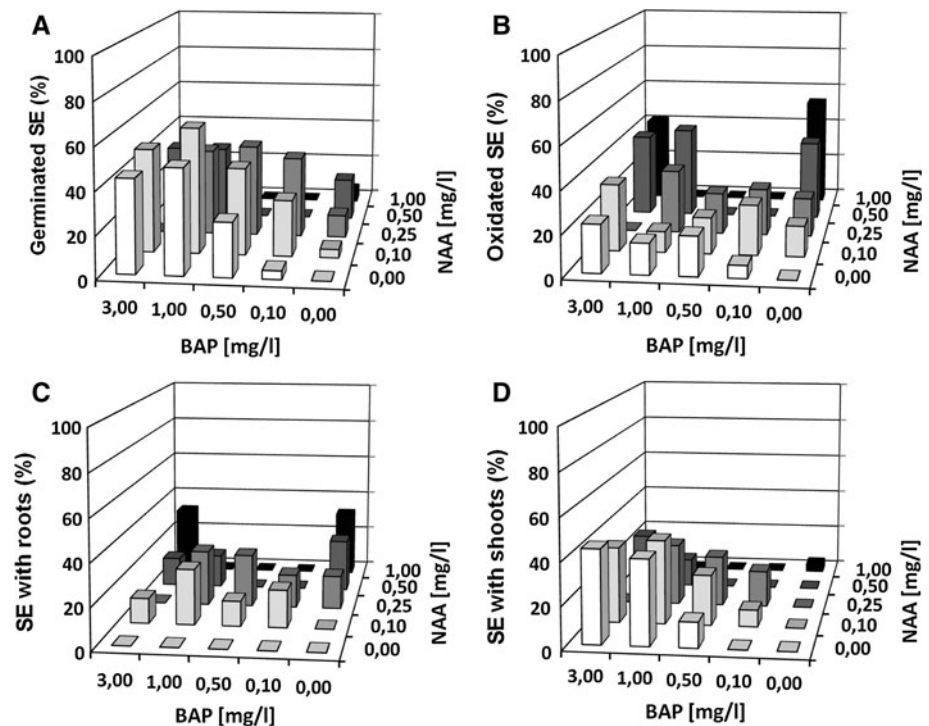 A
Germinated SE (%)
100
80
60
40
20
0
3,00 1,00 0,50 0,10 0,00
BAP [mg/l]
1,00
0,50
0,25
0,10
0,00
NAA [mg/l]
B
Oxidated SE (%)
100
80
60
40
20
0
3,00 1,00 0,50 0,10 0,00
BAP [mg/l]
1,00
0,50
0,25
0,10
0,00
NAA [mg/l]
C
SE with roots (%)
100
80
60
40
20
0
3,00 1,00 0,50 0,10 0,00
BAP [mg/l]
1,00
0,50
0,25
0,10
0,00
NAA [mg/l]
D
SE with shoots (%)
100
80
60
40
20
0
3,00 1,00 0,50 0,10 0,00
BAP [mg/l]
1,00
0,50
0,25
0,10
0,00
NAA [mg/l]